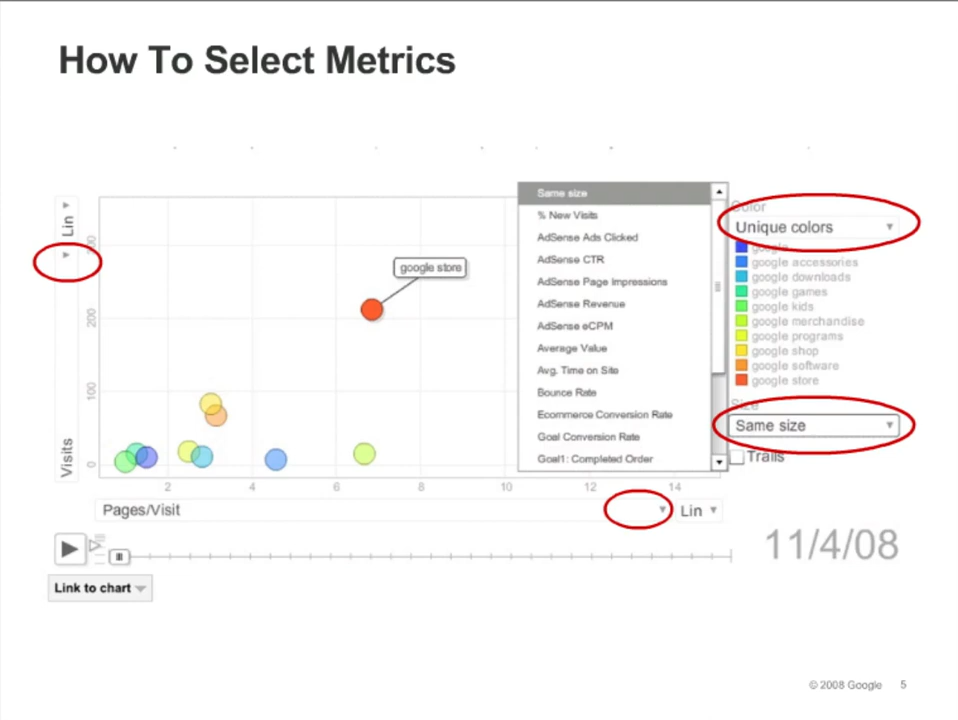 How To Select Metrics
Lin
200
100
0
Visits
google store
Same size
% New Visits
AdSense Ads Clicked
AdSense CTR
AdSense Page Impressions
AdSense Revenue
AdSense eCPM
Average Value
Avg. Time on Site
Bounce Rate
Ecommerce Conversion Rate
Goal Conversion Rate
Goal1: Completed Order
Color
Unique colors
google
google accessories
google downloads
google games
google kids
google merchandise
google programs
google shop
google software
google store
Size
Same size
Trails
2 4 6 8 10 12 14
Pages/Visit
Lin
11/4/08
Link to chart
© 2008 Google 5